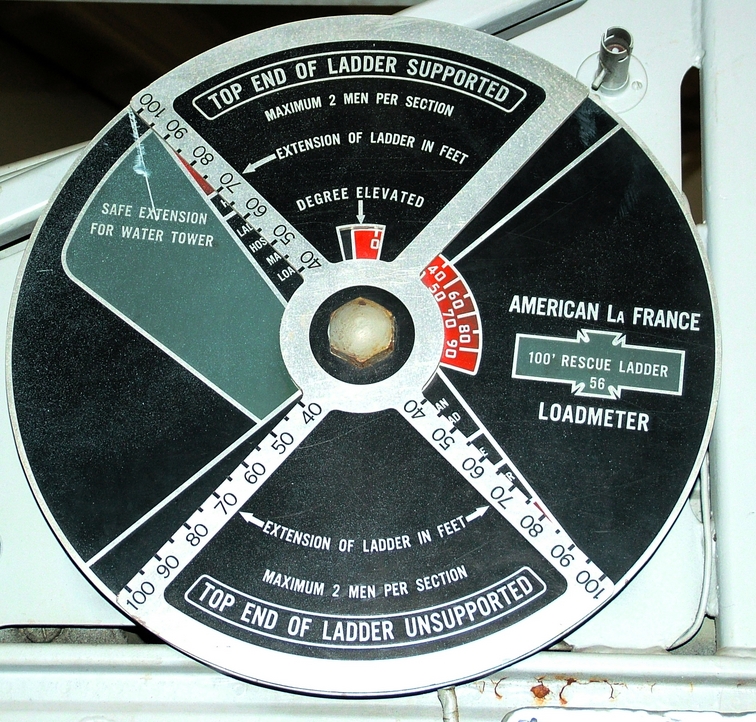 TOP END OF LADDER SUPPORTED
MAXIMUM 2 MEN PER SECTION
EXTENSION OF LADDER IN FEET
DEGREE ELEVATED
0
100 90 80 70 60 50 40
SAFE EXTENSION
FOR WATER TOWER
40 60 80
50 70 90
AMERICAN LA FRANCE
100' RESCUE LADDER
56
LOADMETER
40 50 60 70 80 90 100
40 50 60 70 80 90 100
EXTENSION OF LADDER IN FEET
MAXIMUM 2 MEN PER SECTION
TOP END OF LADDER UNSUPPORTED